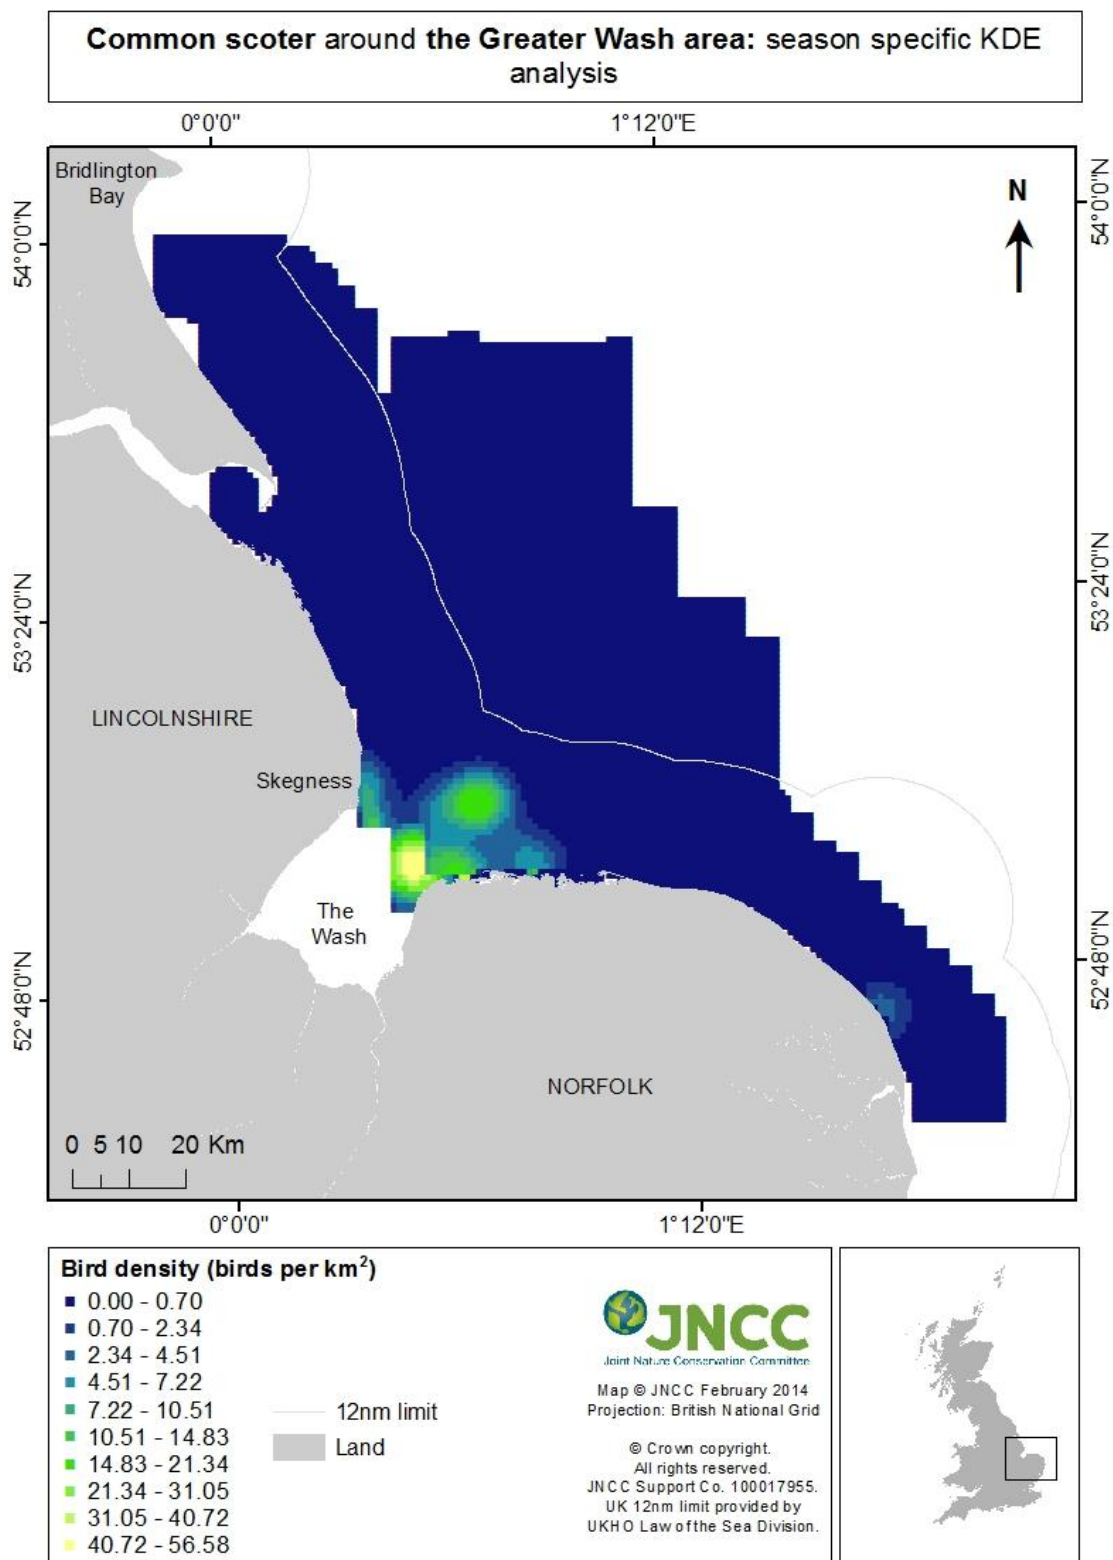 Common scoter around the Greater Wash area: season specific KDE
analysis
0°0'0" 1°12'0"E
Bridlington
Bay
N
54°0'0"N
54°0'0"N
53°24'0"N
53°24'0"N
LINCOLNSHIRE
Skegness
The
Wash
52°48'0"N
52°48'0"N
NORFOLK
0 5 10 20 Km
0°0'0" 1°12'0"E
Bird density (birds per km²)
0.00 - 0.70
0.70 - 2.34
2.34 - 4.51
4.51 - 7.22
7.22 - 10.51
10.51 - 14.83
14.83 - 21.34
21.34 - 31.05
31.05 - 40.72
40.72 - 56.58
12nm limit
Land
JNCC
Joint Nature Conservation Committee
Map © JNCC February 2014
Projection: British National Grid
© Crown copyright.
All rights reserved.
JNCC Support Co. 100017955.
UK 12nm limit provided by
UKHO Law of the Sea Division.